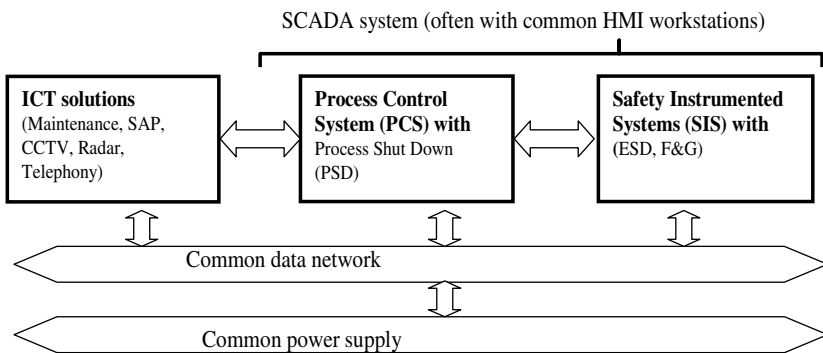 SCADA system (often with common HMI workstations)
ICT solutions
(Maintenance, SAP,
CCTV, Radar,
Telephony)
Process Control
System (PCS) with
Process Shut Down
(PSD)
Safety Instrumented
Systems (SIS) with
(ESD, F&G)
Common data network
Common power supply